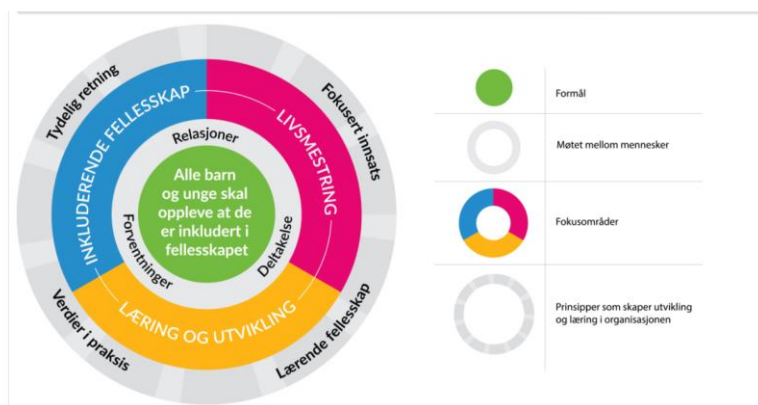 Tydelig retning
Fokusert innsats
INKLUDERENDE FELLESSKAP
LIVSMESTRING
Relasjoner
Alle barn
og unge skal
oppleve at de
er inkludert i
fellesskapet
Forventninger
Deltakelse
LÆRING OG UTVIKLING
Verdier i praksis
Lærende fellesskap
Formål
Møtet mellom mennesker
Fokusområder
Prinsipper som skaper utvikling
og læring i organisasjonen